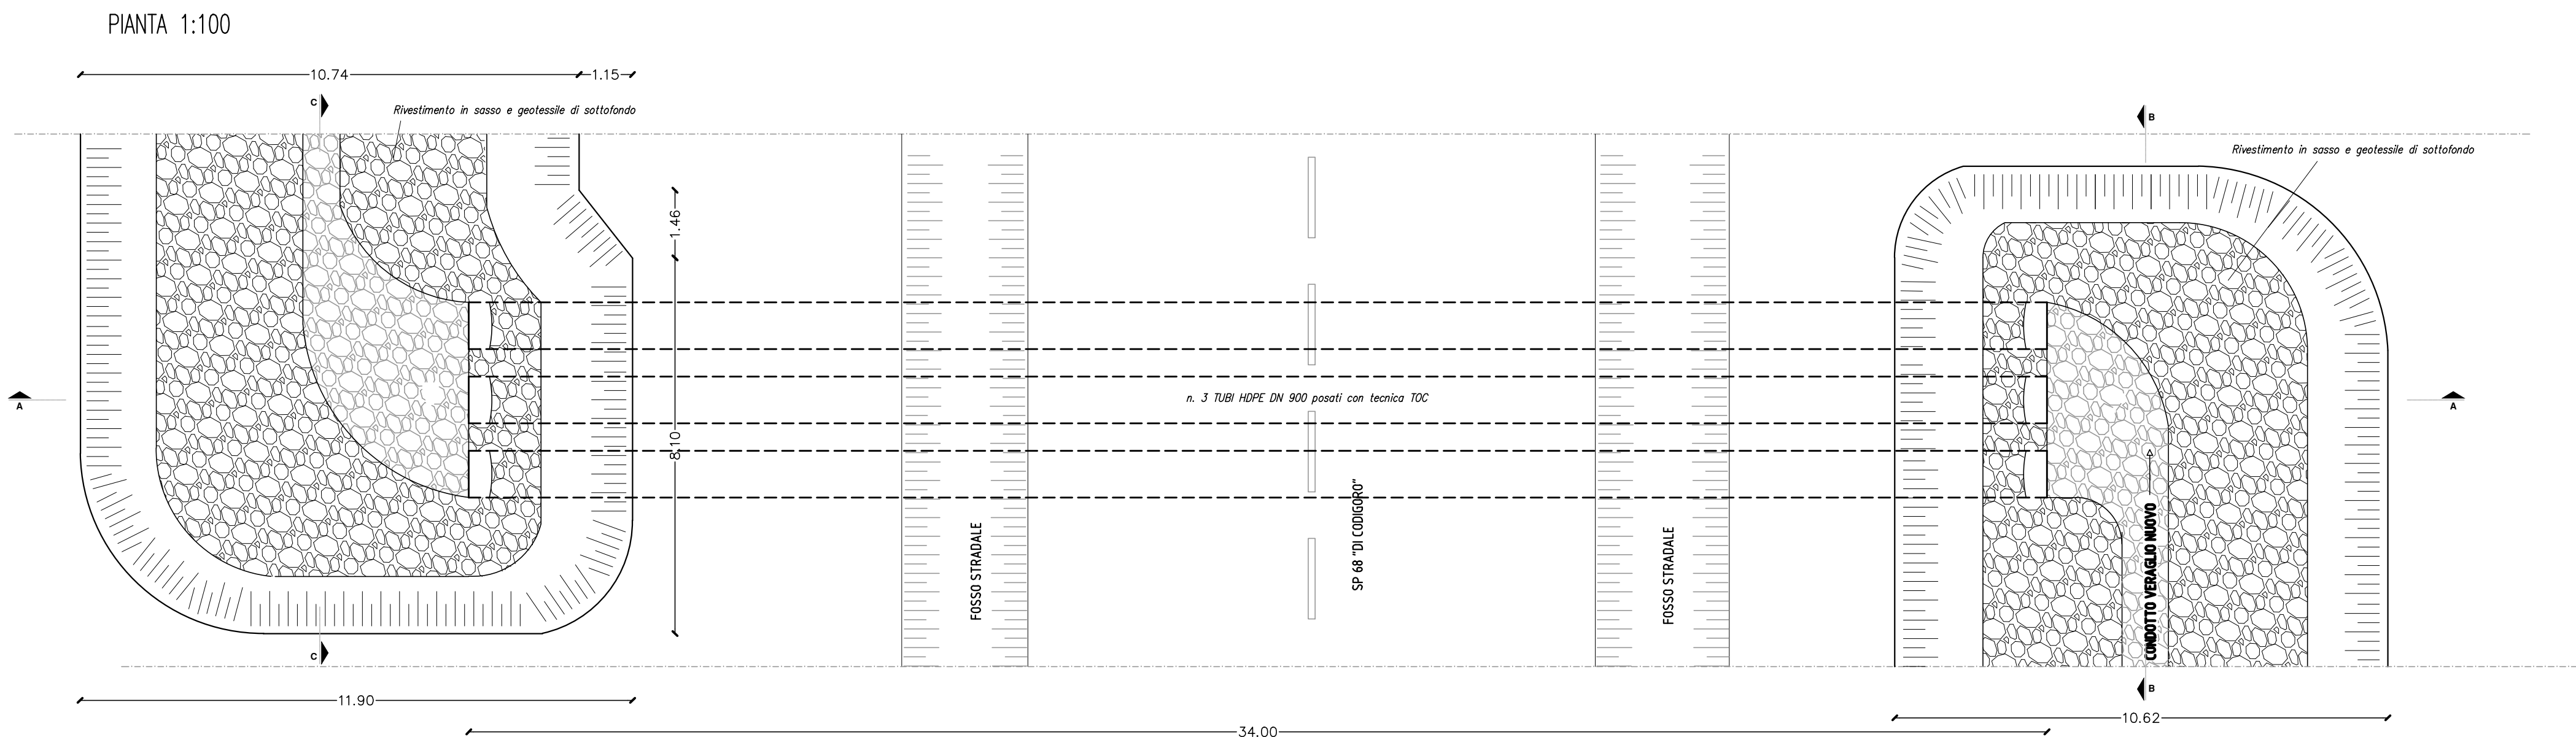 PIANTA 1:100
10.74
1.15
C
Rivestimento in sasso e geotessile di sottofondo
B
Rivestimento in sasso e geotessile di sottofondo
1.46
A
n. 3 TUBI HDPE DN 900 posati con tecnica TOC
A
8.10
SP 68 "DI CODIGORO"
FOSSO STRADALE
FOSSO STRADALE
CONDOTTO VERAGLIO NUOVO
C
B
11.90
10.62
34.00